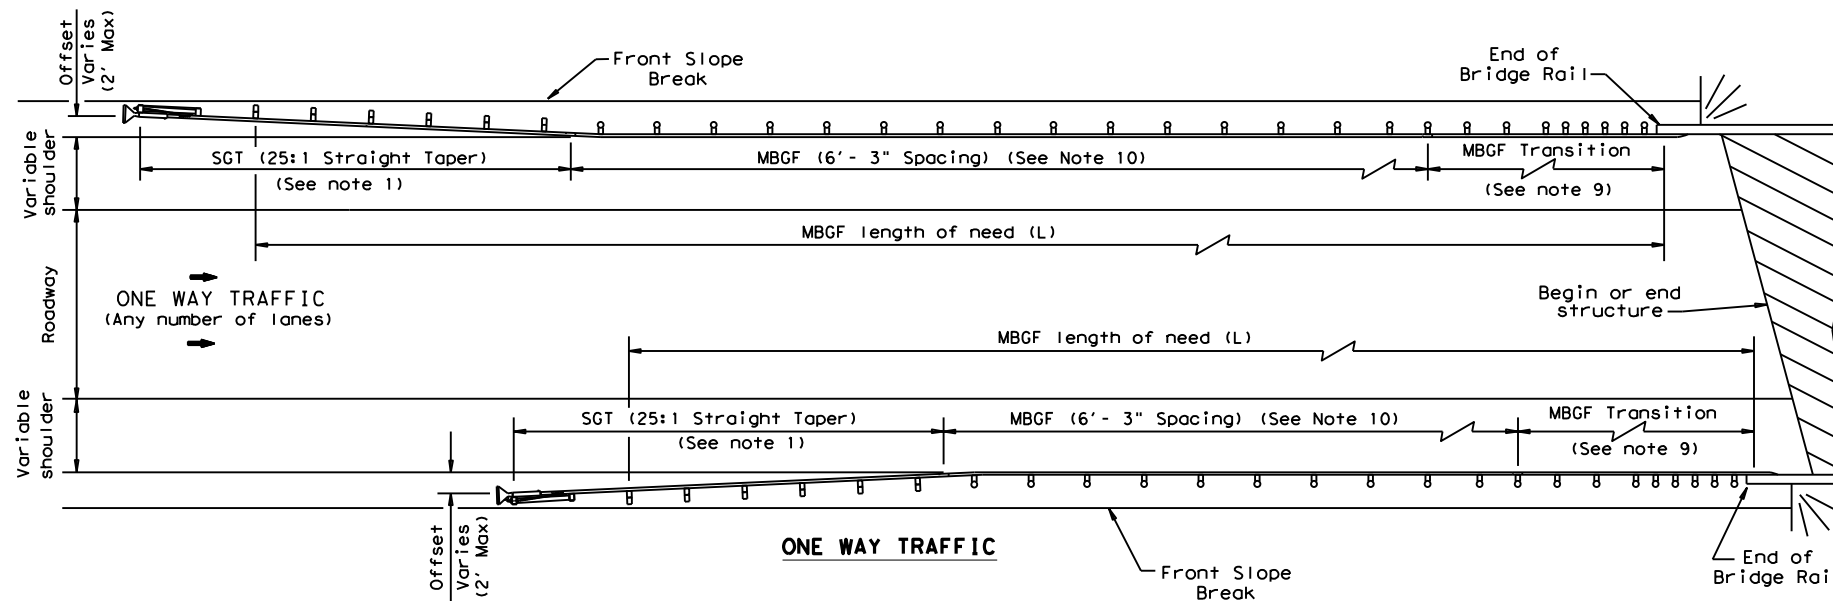 Offset
Varies
(2' Max)
Front Slope
Break
End of
Bridge Rail
Variable
shoulder
SGT (25:1 Straight Taper)
(See note 1)
MBGF (6'- 3" Spacing) (See Note 10)
MBGF Transition
(See note 9)
MBGF length of need (L)
Roadway
ONE WAY TRAFFIC
(Any number of lanes)
Begin or end
structure
MBGF length of need (L)
Variable
shoulder
SGT (25:1 Straight Taper)
(See note 1)
MBGF (6'- 3" Spacing) (See Note 10)
MBGF Transition
(See note 9)
Offset
Varies
(2' Max)
ONE WAY TRAFFIC
Front Slope
Break
End of
Bridge Rai